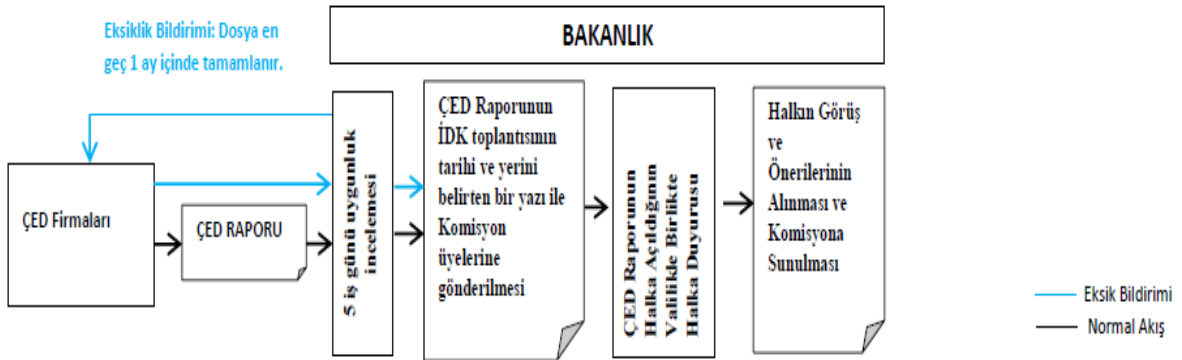 Eksiklik Bildirimi: Dosya en
geç 1 ay içinde tamamlanır.
BAKANLIK
ÇED Firmaları
ÇED RAPORU
5 iş günü uygunluk
incelemesi
ÇED Raporunun
İDK toplantısının
tarihi ve yerini
belirten bir yazı ile
Komisyon
üyelerine
gönderilmesi
ÇED Raporunun
Halka Açıldığının
Valilikle Birlikte
Halka Duyurusu
Halkın Görüş
ve
Önerilerinin
Alınması ve
Komisyona
Sunulması
Eksik Bildirimi
Normal Akış